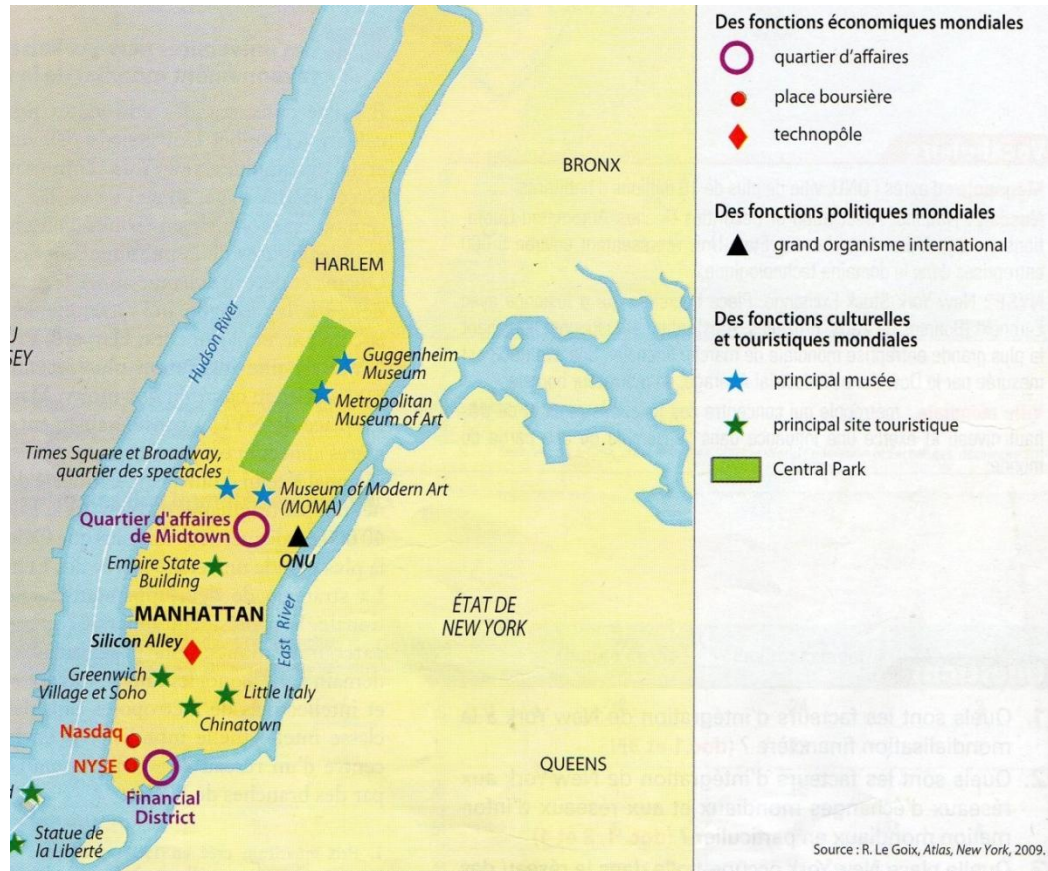 Des fonctions économiques mondiales
quartier d'affaires
place boursière
technopôle
Des fonctions politiques mondiales
grand organisme international
Des fonctions culturelles
et touristiques mondiales
principal musée
principal site touristique
Central Park
BRONX
HARLEM
Hudson River
SEY
Guggenheim
Museum
Metropolitan
Museum of Art
Times Square et Broadway,
quartier des spectacles
Museum of Modern Art
(MOMA)
Quartier d'affaires
de Midtown
ONU
Empire State
Building
East River
ÉTAT DE
NEW YORK
MANHATTAN
Silicon Alley
Greenwich
Village et Soho
Little Italy
Chinatown
Nasdaq
NYSE
QUEENS
Financial
District
d
Statue de
la Liberté
Source : R. Le Goix, Atlas, New York, 2009.